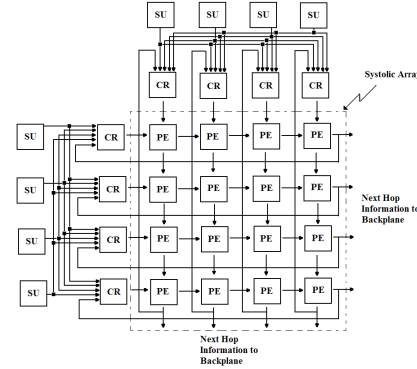 SU SU SU SU
CR CR CR CR
Systolic Array
SU CR PE PE PE PE
SU CR PE PE PE PE
Next Hop
Information to
Backplane
SU CR PE PE PE PE
SU CR PE PE PE PE
Next Hop
Information to
Backplane